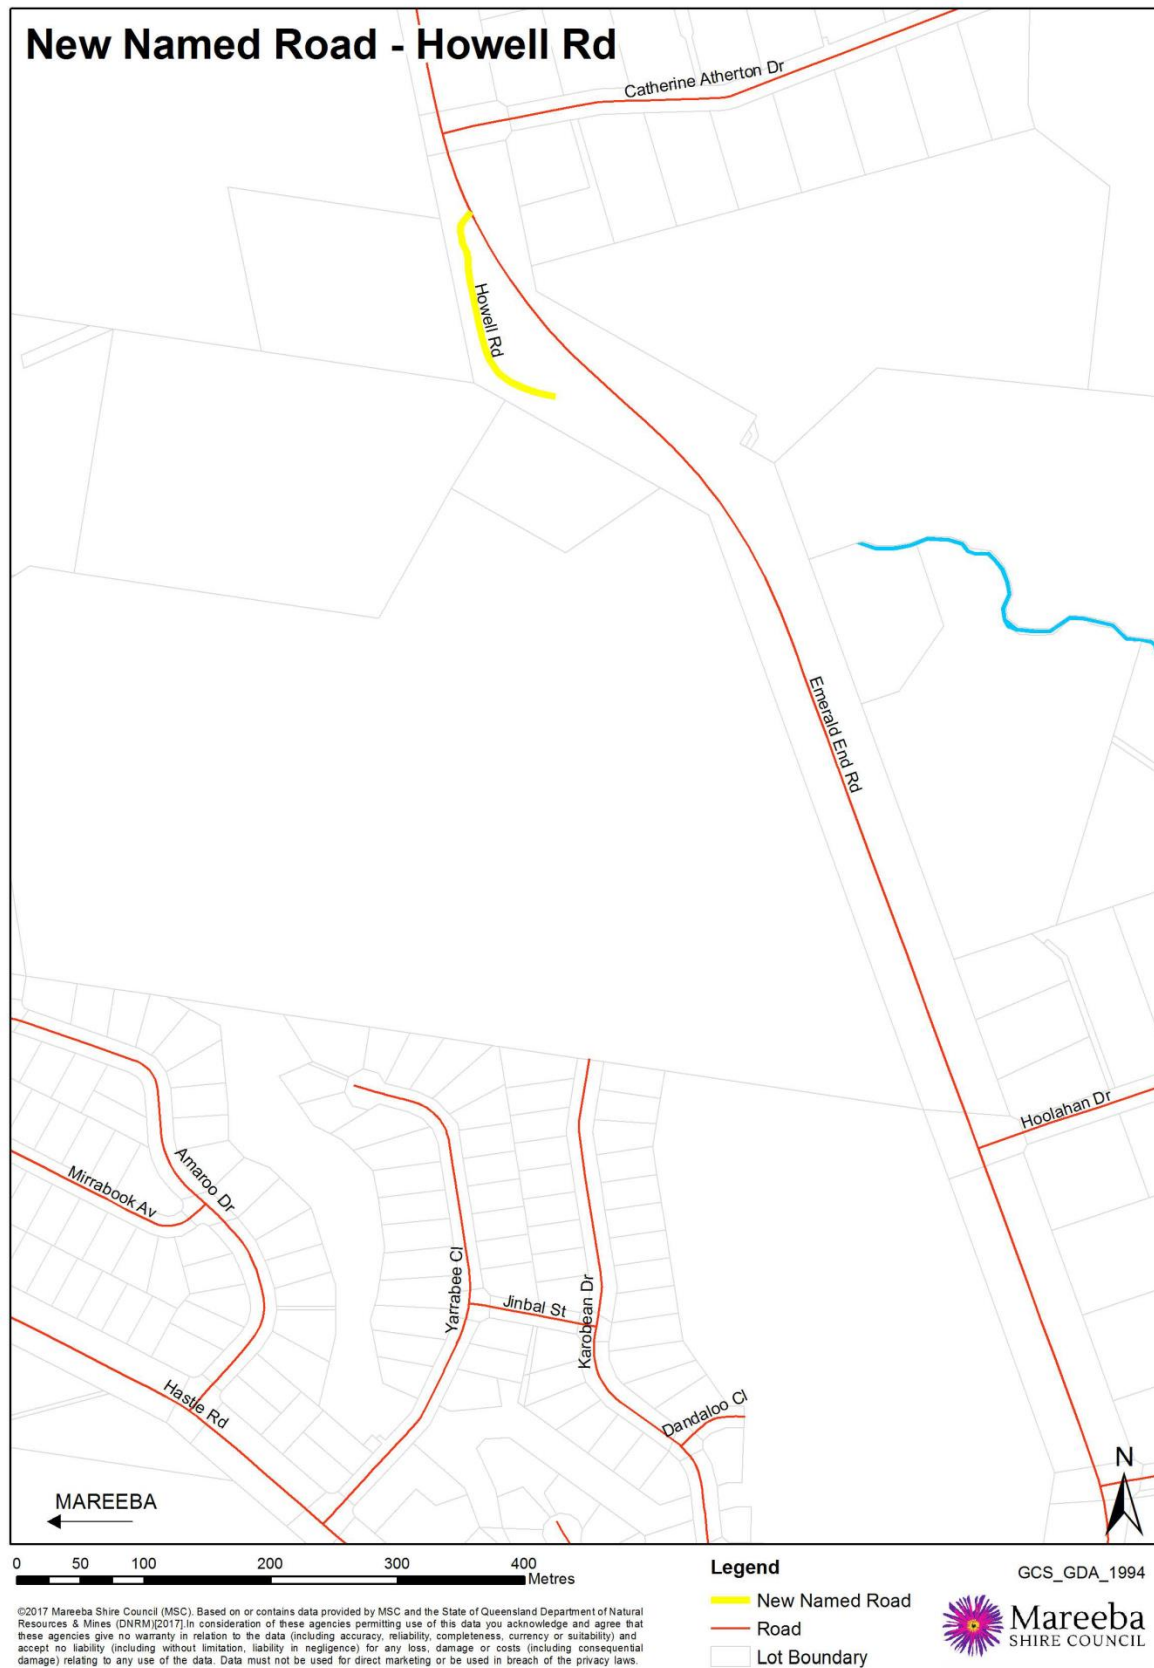 New Named Road - Howell Rd
Catherine Atherton Dr
Howell Rd
Emerald End Rd
Hoolahan Dr
Amaroo Dr
Mirrabook Av
Yarrabee Cl
Jinbal St
Karobean Dr
Hastie Rd
Dandaloo Cl
N
MAREEBA
0 50 100 200 300 400
Metres
©2017 Mareeba Shire Council (MSC). Based on or contains data provided by MSC and the State of Queensland Department of Natural
Resources & Mines (DNRM)[2017].In consideration of these agencies permitting use of this data you acknowledge and agree that
these agencies give no warranty in relation to the data (including accuracy, reliability, completeness, currency or suitability) and
accept no liability (including without limitation, liability in negligence) for any loss, damage or costs (including consequential
damage) relating to any use of the data. Data must not be used for direct marketing or be used in breach of the privacy laws.
Legend
New Named Road
Road
Lot Boundary
GCS_GDA_1994
Mareeba
SHIRE COUNCIL